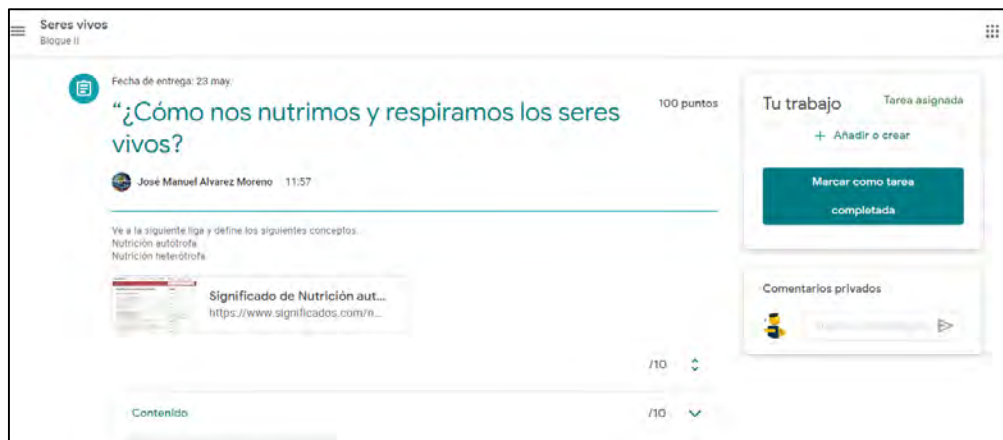 Seres vivos
Bloque II
Fecha de entrega: 23 may.
“¿Cómo nos nutrimos y respiramos los seres
vivos?
100 puntos
José Manuel Alvarez Moreno 11:57
Ve a la siguiente liga y define los siguientes conceptos.
Nutrición autótrofa
Nutrición heterótrofa
Significado de Nutrición aut...
https://www.significados.com/n...
/10
Contenido
/10
Tu trabajo
Tarea asignada
+ Añadir o crear
Marcar como tarea
completada
Comentarios privados